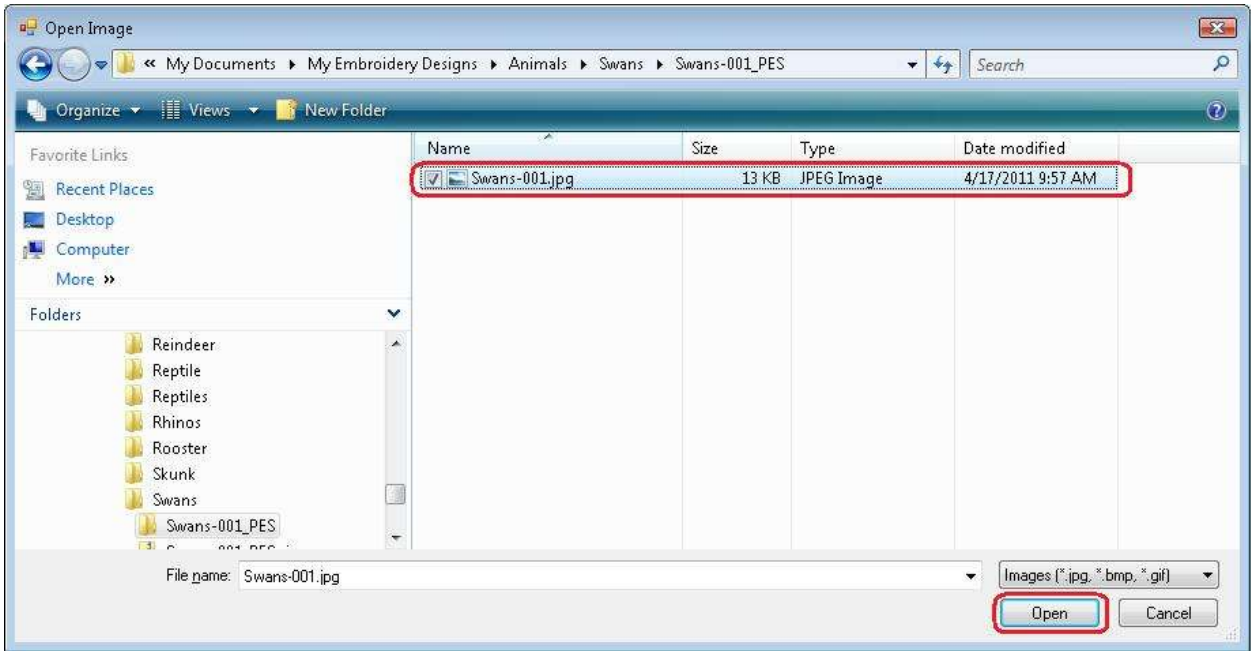 Open Image
« My Documents ▸ My Embroidery Designs ▸ Animals ▸ Swans ▸ Swans-001_PES Search
Organize Views New Folder
Favorite Links
Recent Places
Desktop
Computer
More »
Folders
Reindeer
Reptile
Reptiles
Rhinos
Rooster
Skunk
Swans
Swans-001_PES
Name Size Type Date modified
Swans-001.jpg 13 KB JPEG Image 4/17/2011 9:57 AM
File name: Swans-001.jpg Images (*.jpg, *.bmp, *.gif)
Open Cancel